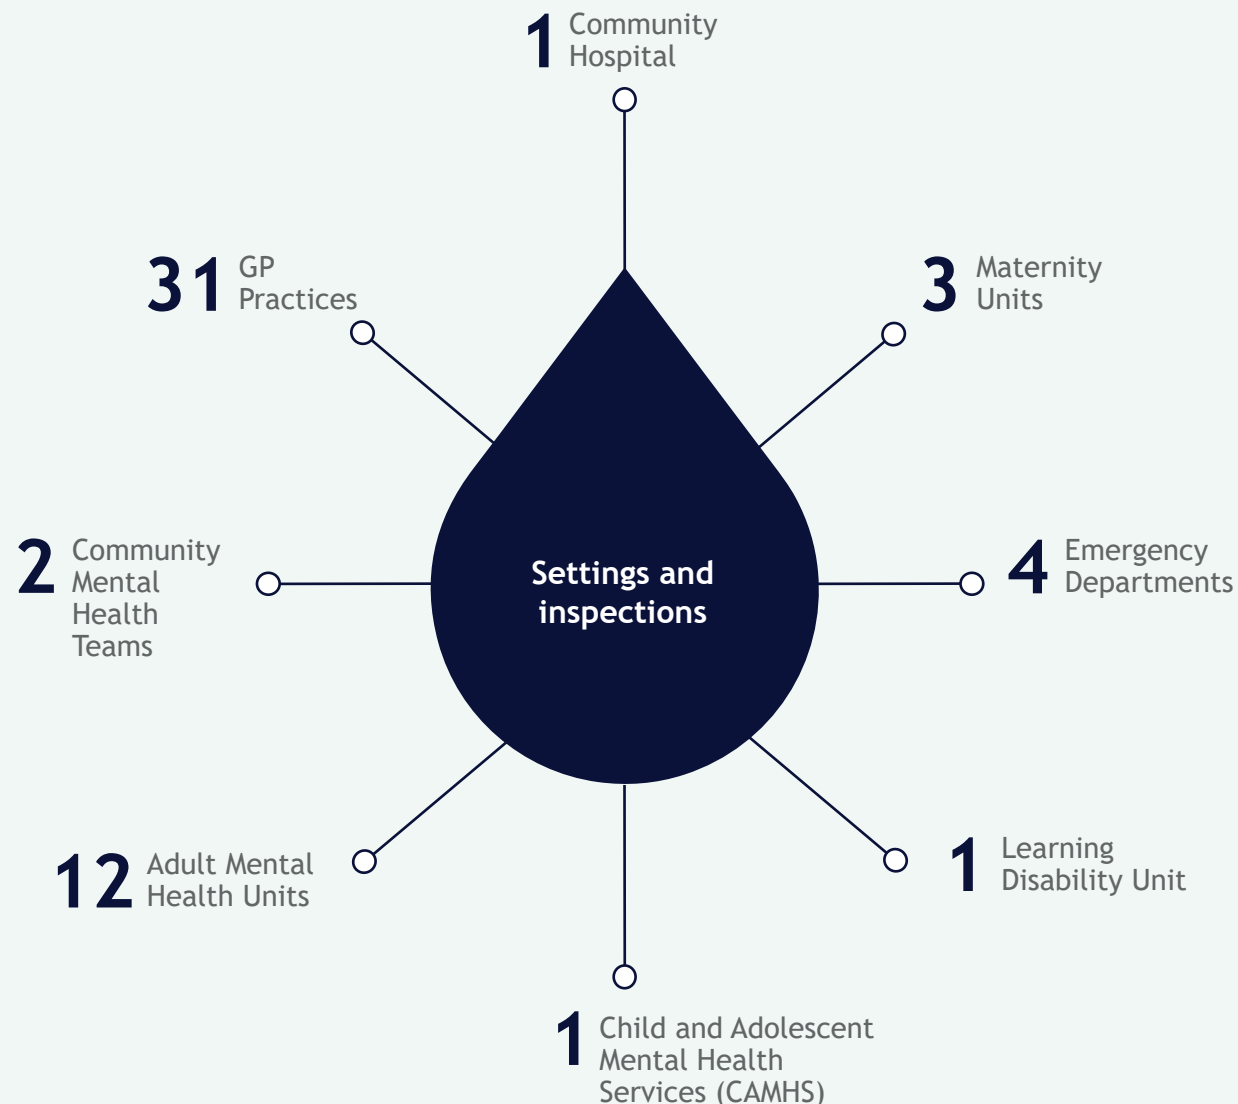 1 Community
Hospital
31 GP
Practices
3 Maternity
Units
2 Community
Mental
Health
Teams
Settings and
inspections
4 Emergency
Departments
12 Adult Mental
Health Units
1 Learning
Disability Unit
1 Child and Adolescent
Mental Health
Services (CAMHS)